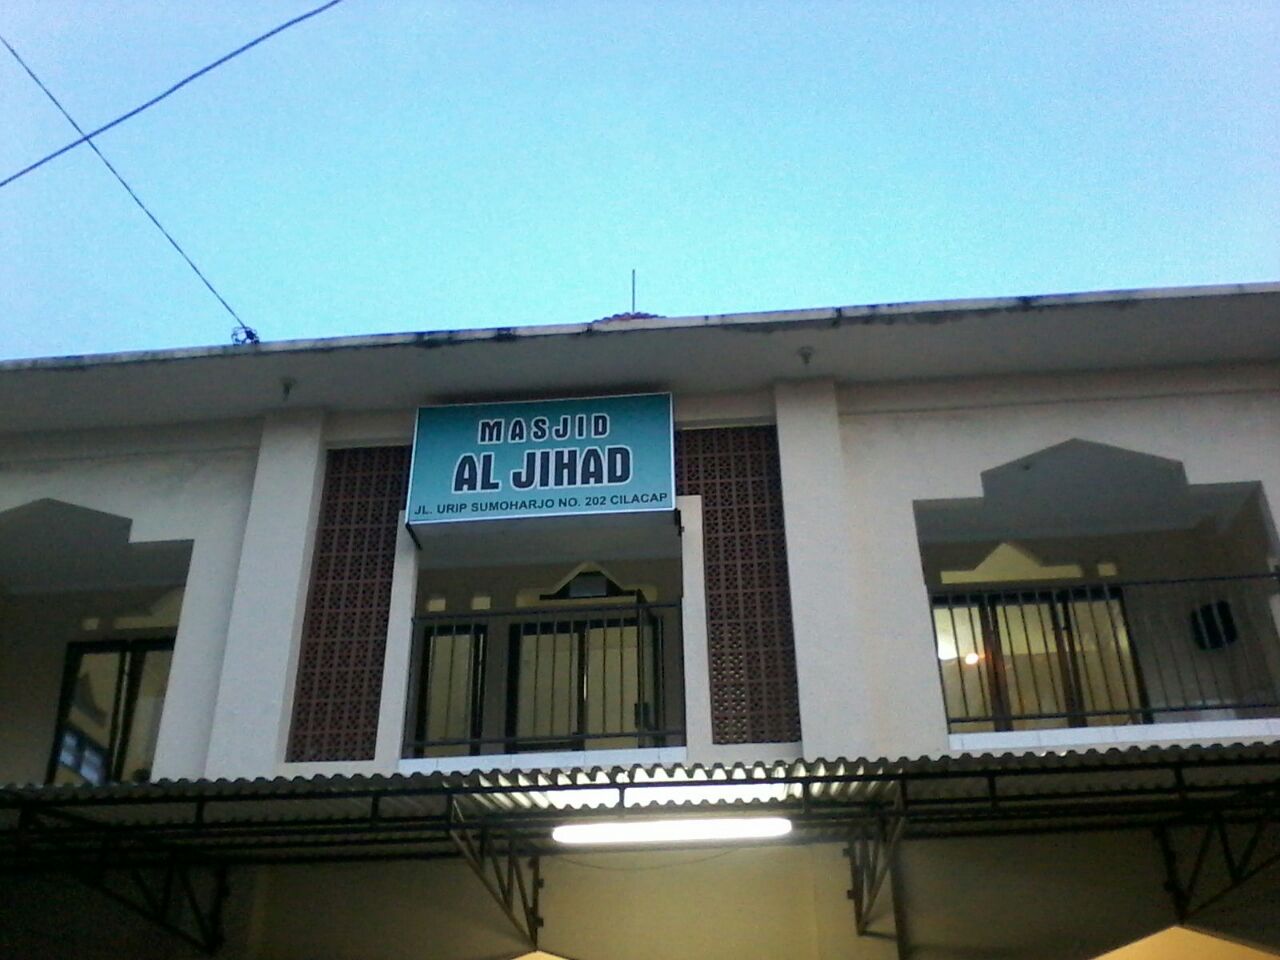 MASJID
AL JIHAD
JL. URIP SUMOHARJO NO. 202 CILACAP